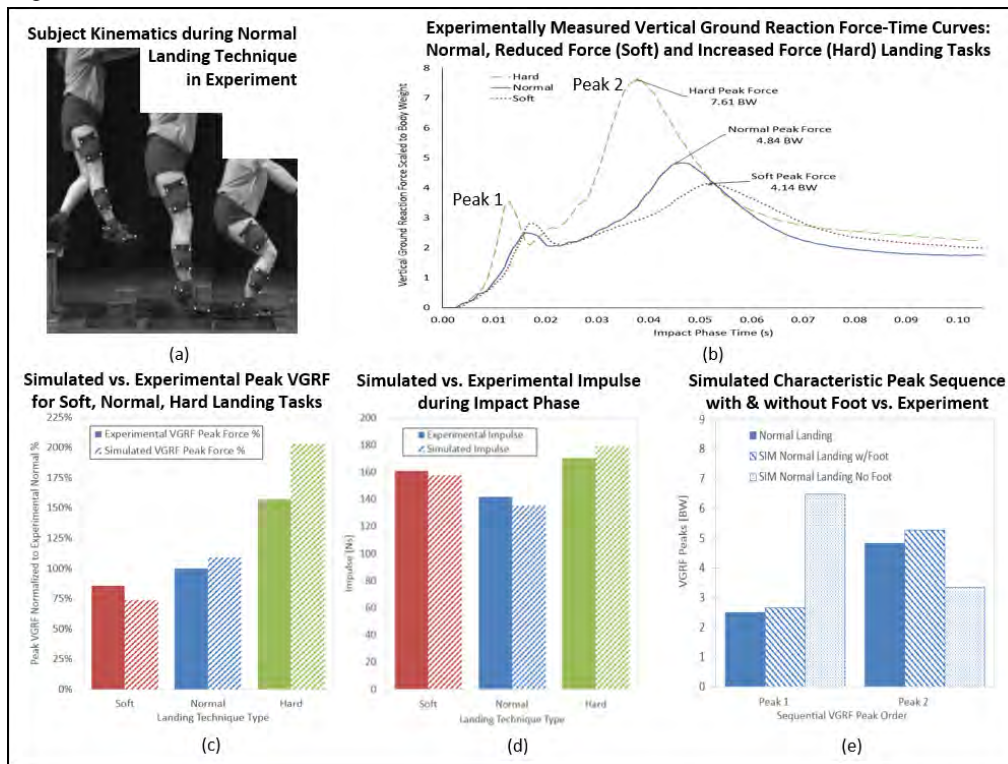 Subject Kinematics during Normal
Landing Technique
in Experiment
(a)
Experimentally Measured Vertical Ground Reaction Force-Time Curves:
Normal, Reduced Force (Soft) and Increased Force (Hard) Landing Tasks
Vertical Ground Reaction Force Scaled to Body Weight
8
7
6
5
4
3
2
1
0
Hard
Normal
Soft
Peak 1
Peak 2
Hard Peak Force
7.61 BW
Normal Peak Force
4.84 BW
Soft Peak Force
4.14 BW
0.00 0.01 0.02 0.03 0.04 0.05 0.06 0.07 0.08 0.09 0.10
Impact Phase Time (s)
(b)
Simulated vs. Experimental Peak VGRF
for Soft, Normal, Hard Landing Tasks
Peak VGRF Normalized to Experimental Normal %
225%
200%
175%
150%
125%
100%
75%
50%
25%
0%
Experimental VGRF Peak Force %
Simulated VGRF Peak Force %
Soft Normal Hard
Landing Technique Type
(c)
Simulated vs. Experimental Impulse
during Impact Phase
Impulse (Ns)
200
180
160
140
120
100
80
60
40
20
0
Experimental Impulse
Simulated Impulse
Soft Normal Hard
Landing Technique Type
(d)
Simulated Characteristic Peak Sequence
with & without Foot vs. Experiment
VGRF Peaks (BW)
9
8
7
6
5
4
3
2
1
0
Normal Landing
SIM Normal Landing w/Foot
SIM Normal Landing No Foot
Peak 1 Peak 2
Sequential VGRF Peak Order
(e)